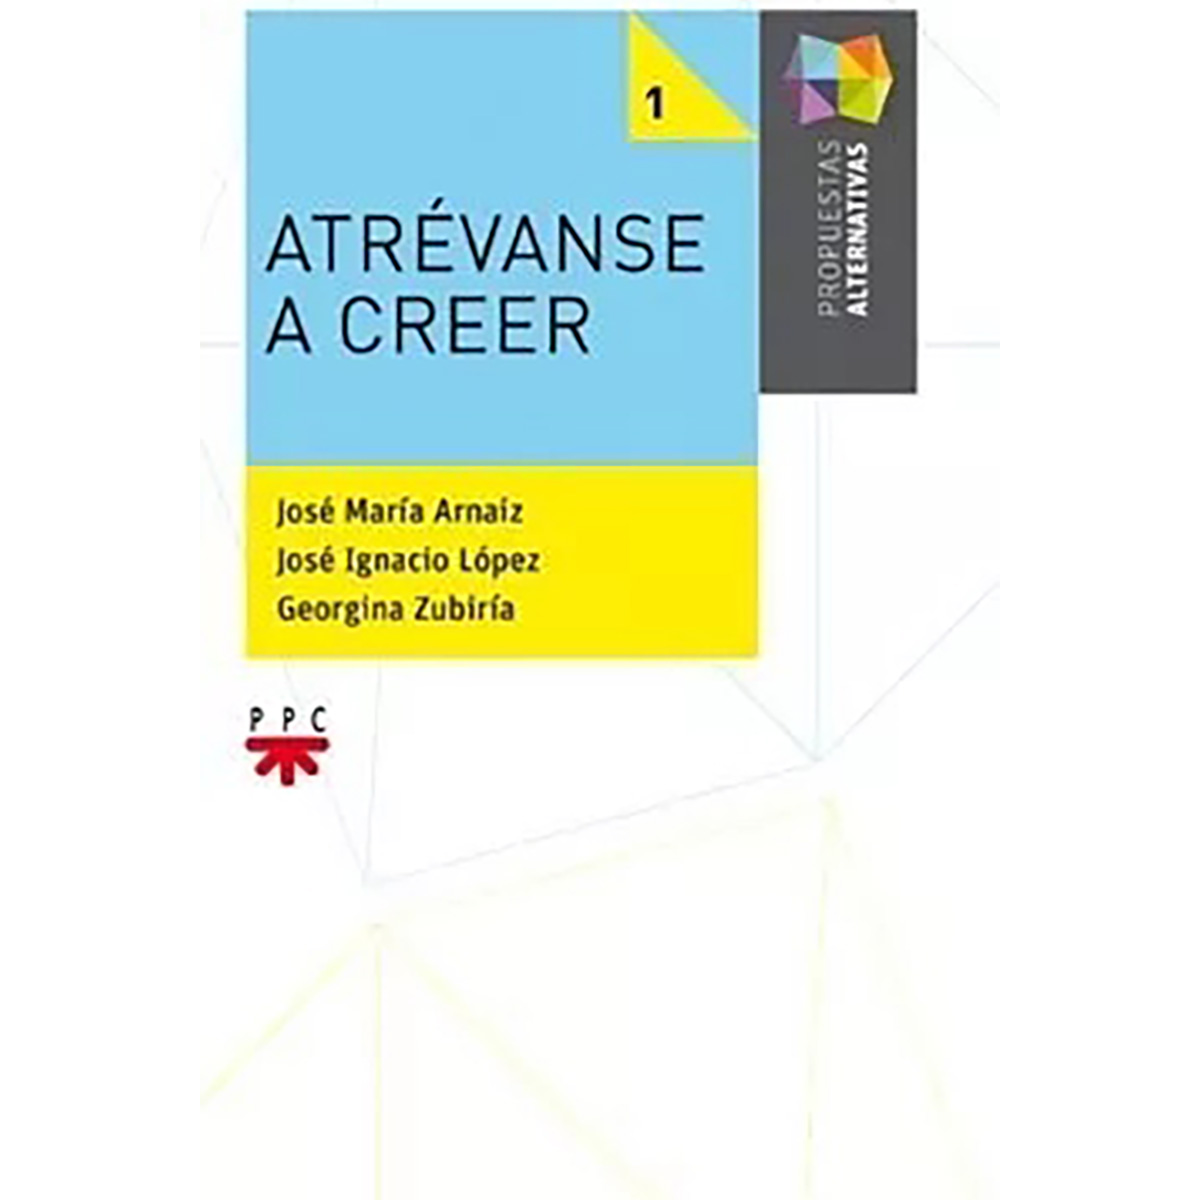 1
ATRÉVANSE
A CREER
PROPUESTAS
ALTERNATIVAS
José María Arnaiz
José Ignacio López
Georgina Zubiría
PPC